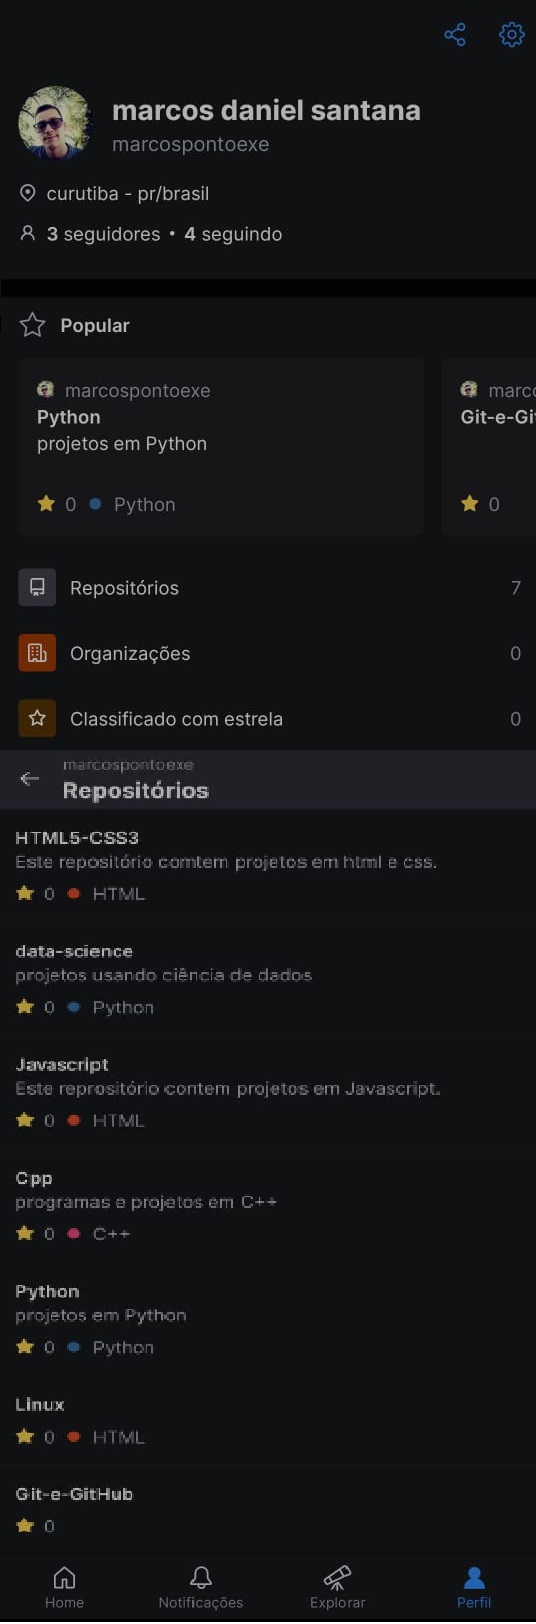 marcos daniel santana
marcospontoexe
curutiba - pr/brasil
3 seguidores • 4 seguindo
Popular
marcospontoexe
Python
projetos em Python
0 Python
marco
Git-e-Git
0
Repositórios 7
Organizações 0
Classificado com estrela 0
marcospontoexe
Repositórios
HTML5-CSS3
Este repositório comtem projetos em html e css.
0 HTML
data-science
projetos usando ciência de dados
0 Python
Javascript
Este reprositório contem projetos em Javascript.
0 HTML
Cpp
programas e projetos em C++
0 C++
Python
projetos em Python
0 Python
Linux
0 HTML
Git-e-GitHub
0
Home Notificações Explorar Perfil